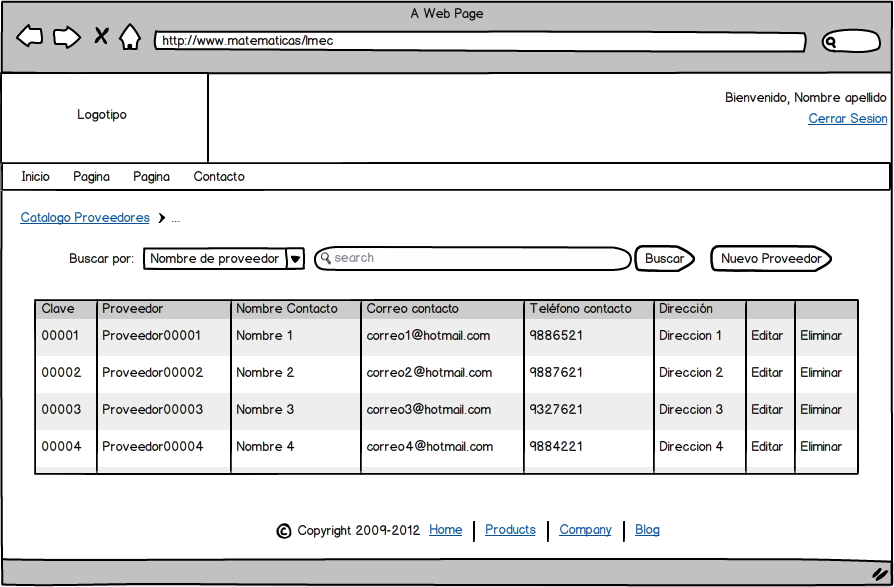 A Web Page
http://www.matematicas/lmec
Bienvenido, Nombre apellido
Logotipo
Cerrar Sesion
Inicio Pagina Pagina Contacto
Catalogo Proveedores ...
Buscar por: Nombre de proveedor search Buscar Nuevo Proveedor
Clave Proveedor Nombre Contacto Correo contacto Teléfono contacto Dirección
00001 Proveedor00001 Nombre 1 correo1@hotmail.com 9886521 Direccion 1 Editar Eliminar
00002 Proveedor00002 Nombre 2 correo2@hotmail.com 9887621 Direccion 2 Editar Eliminar
00003 Proveedor00003 Nombre 3 correo3@hotmail.com 9327621 Direccion 3 Editar Eliminar
00004 Proveedor00004 Nombre 4 correo4@hotmail.com 9884221 Direccion 4 Editar Eliminar
© Copyright 2009-2012 Home Products Company Blog